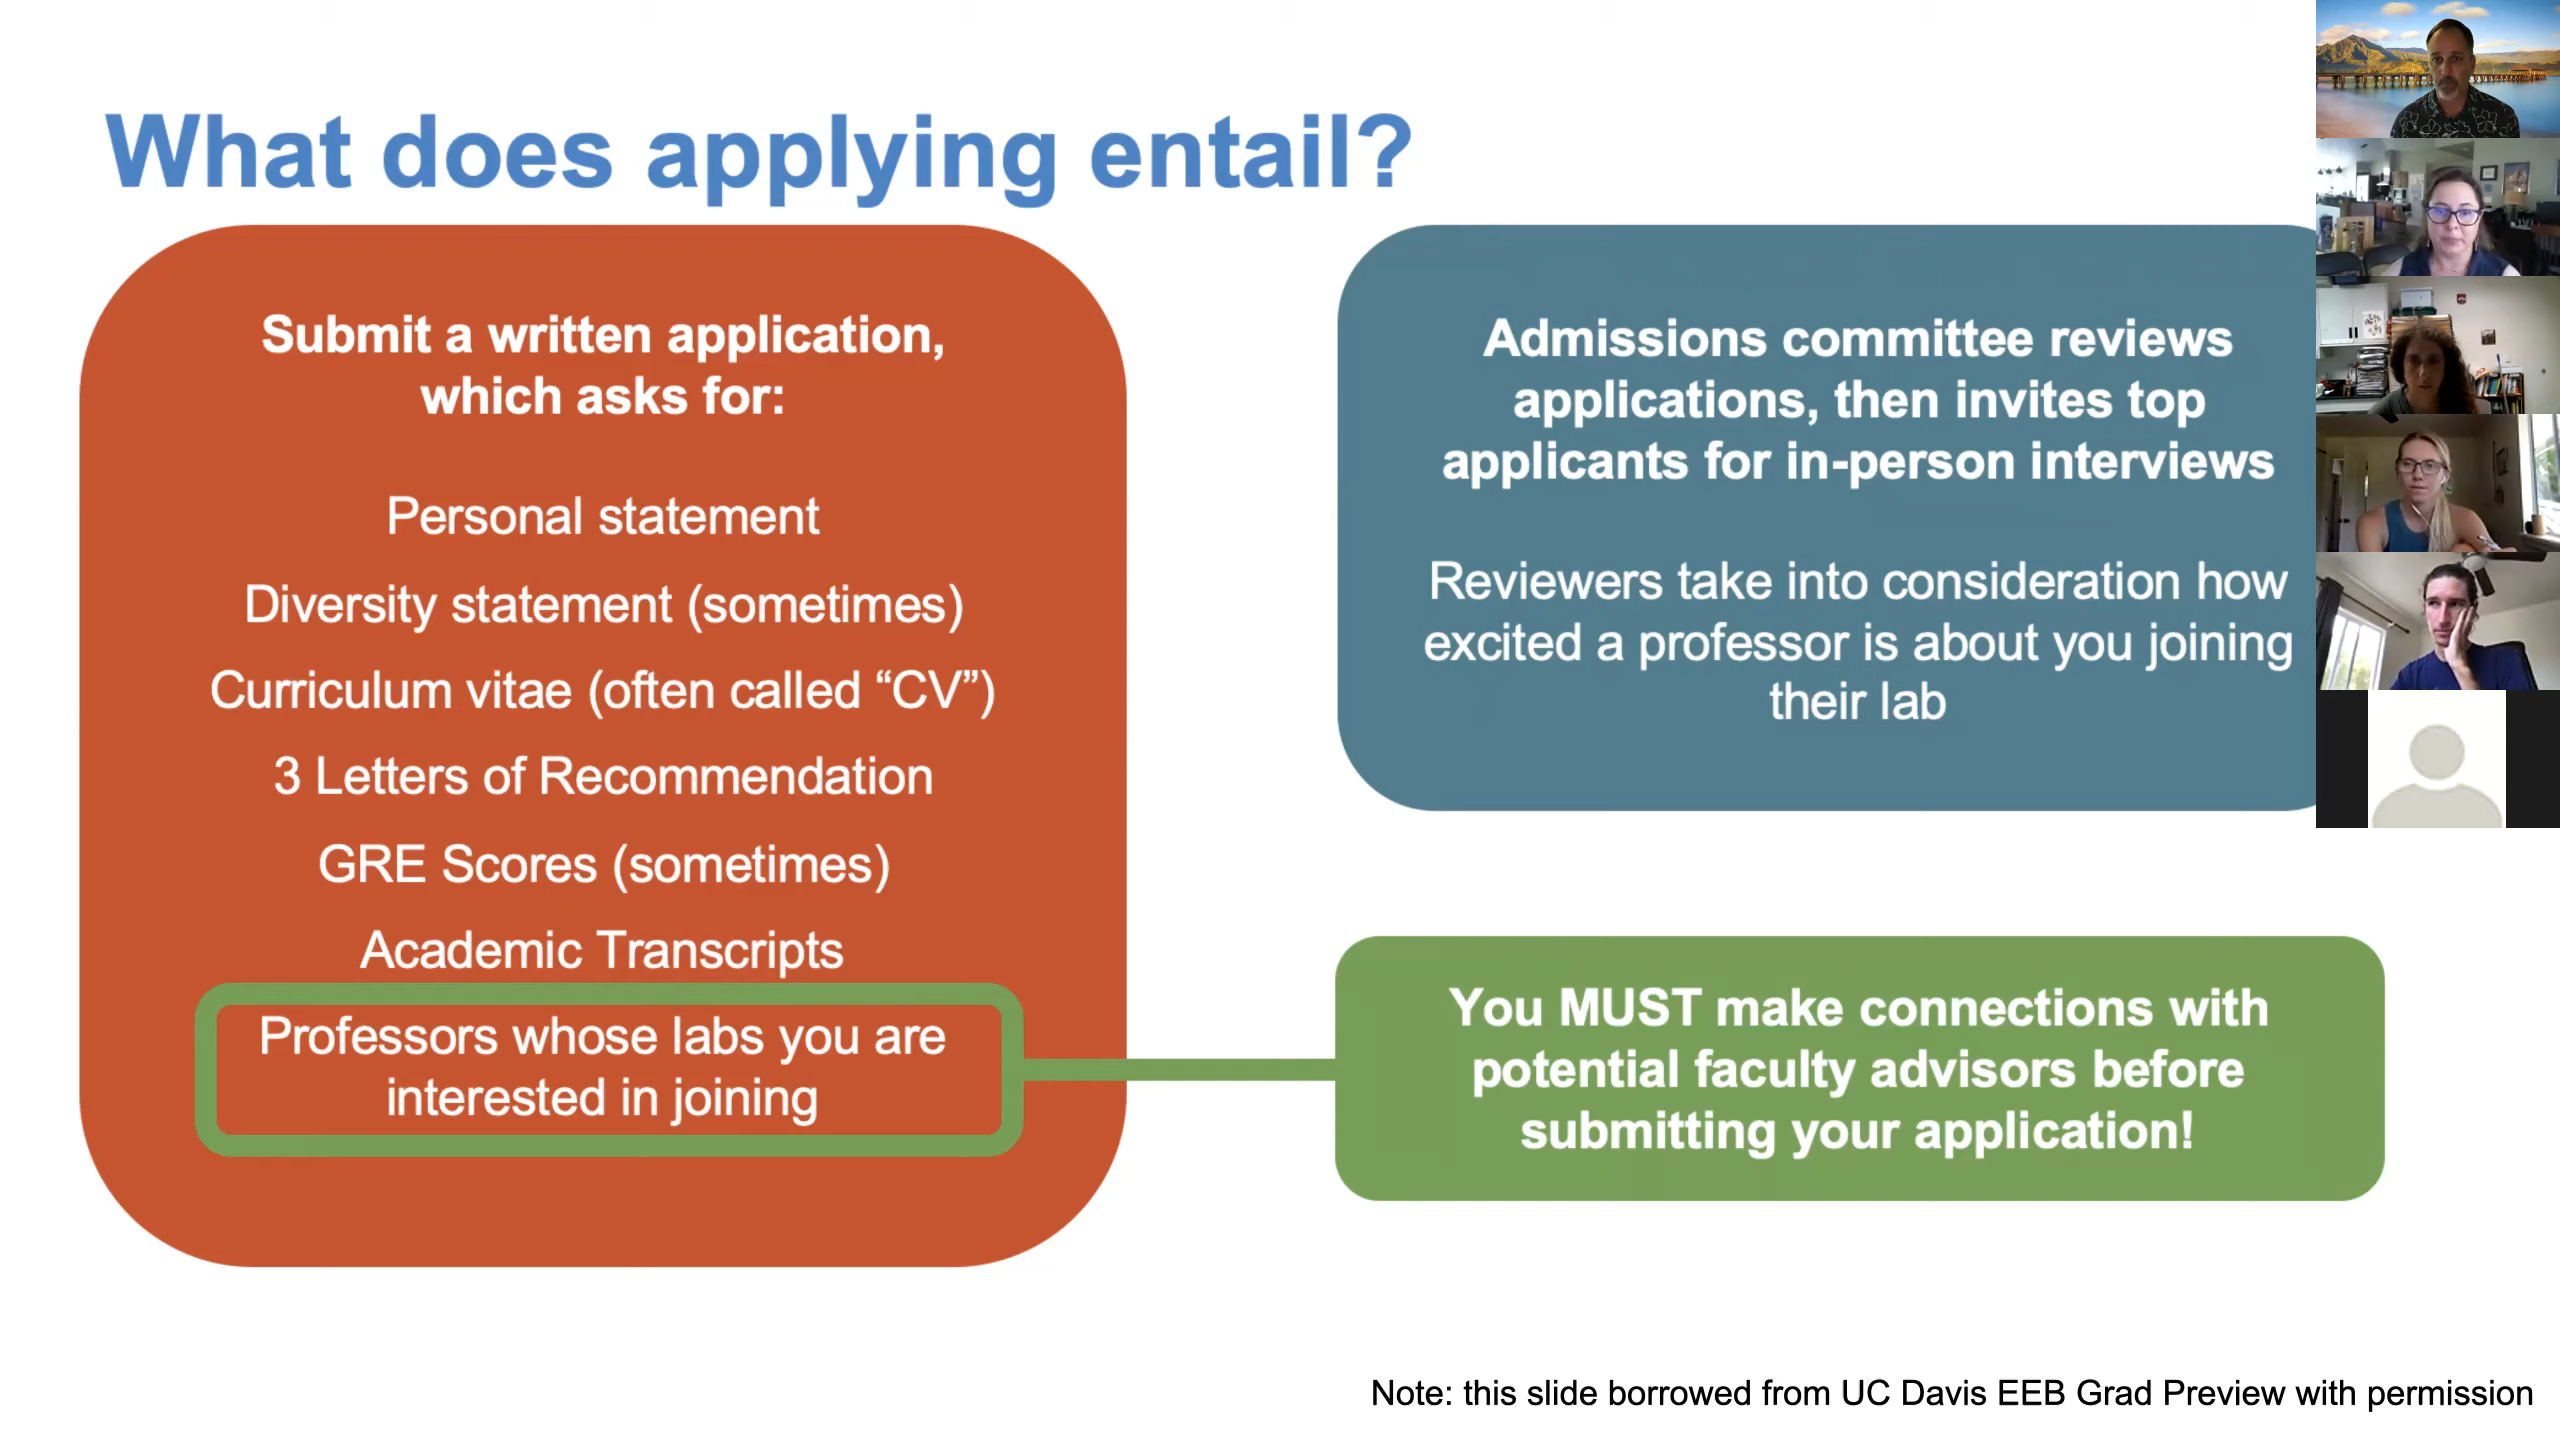 What does applying entail?
Submit a written application,
which asks for:
Personal statement
Diversity statement (sometimes)
Curriculum vitae (often called “CV”)
3 Letters of Recommendation
GRE Scores (sometimes)
Academic Transcripts
Professors whose labs you are
interested in joining
Admissions committee reviews
applications, then invites top
applicants for in-person interviews
Reviewers take into consideration how
excited a professor is about you joining
their lab
You MUST make connections with
potential faculty advisors before
submitting your application!
Note: this slide borrowed from UC Davis EEB Grad Preview with permission